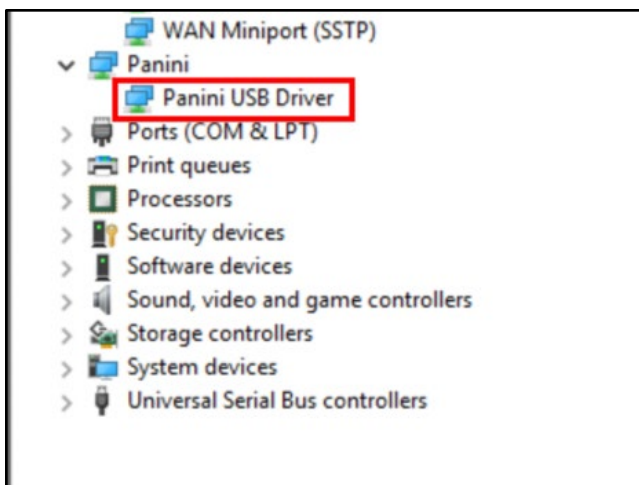 WAN Miniport (SSTP)
Panini
Panini USB Driver
Ports (COM & LPT)
Print queues
Processors
Security devices
Software devices
Sound, video and game controllers
Storage controllers
System devices
Universal Serial Bus controllers